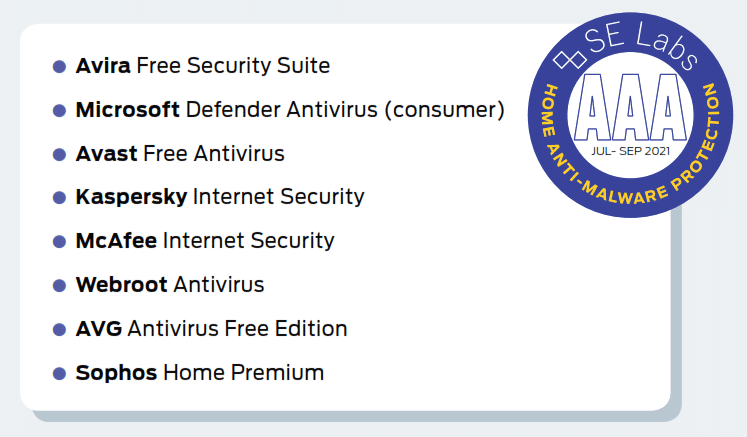 Avira Free Security Suite
Microsoft Defender Antivirus (consumer)
Avast Free Antivirus
Kaspersky Internet Security
McAfee Internet Security
Webroot Antivirus
AVG Antivirus Free Edition
Sophos Home Premium
SE Labs
AAA
JUL- SEP 2021
HOME ANTI-MALWARE PROTECTION